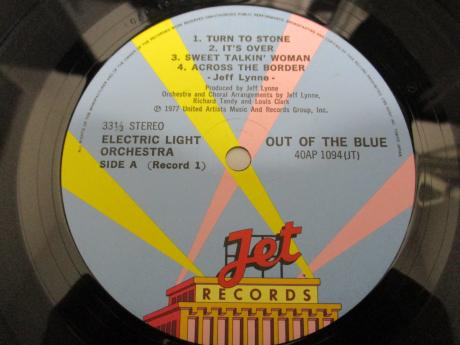 1. TURN TO STONE
2. IT'S OVER
3. SWEET TALKIN' WOMAN
4. ACROSS THE BORDER
-Jeff Lynne-
Produced by Jeff Lynne
Orchestra and Choral Arrangements by Jeff Lynne,
Richard Tandy and Louis Clark
℗ 1977 United Artists Music And Records Group, Inc.
33⅓ STEREO
ELECTRIC LIGHT
ORCHESTRA
SIDE A (Record 1)
OUT OF THE BLUE
40AP 1094(JT)
Jet
RECORDS